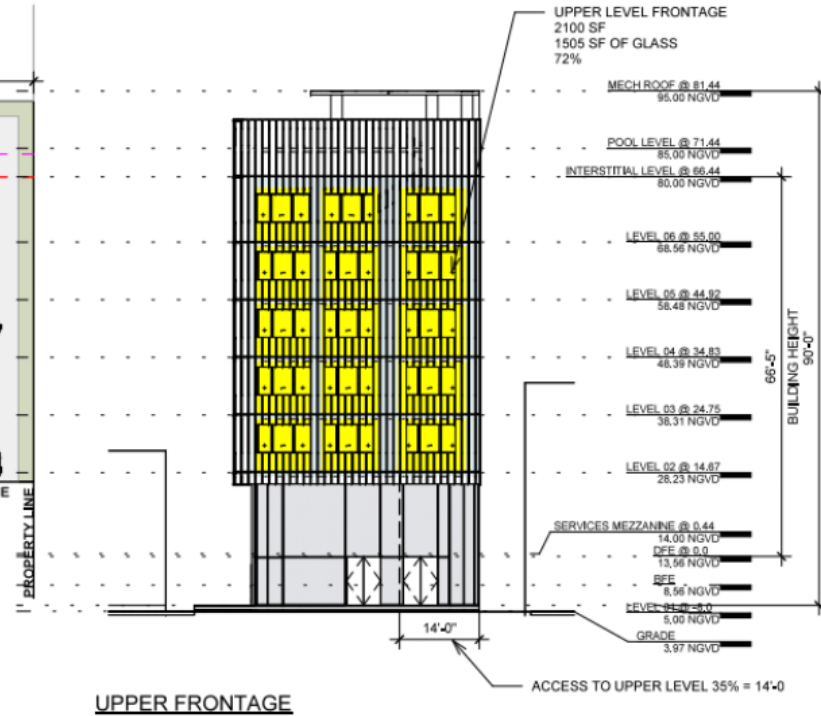 UPPER LEVEL FRONTAGE
2100 SF
1505 SF OF GLASS
72%
MECH ROOF @ 81.44
95.00 NGVD
POOL LEVEL @ 71.44
85.00 NGVD
INTERSTITIAL LEVEL @ 66.44
80.00 NGVD
LEVEL 06 @ 55.00
68.56 NGVD
LEVEL 05 @ 44.92
58.48 NGVD
LEVEL 04 @ 34.83
48.39 NGVD
LEVEL 03 @ 24.75
38.31 NGVD
LEVEL 02 @ 14.67
28.23 NGVD
SERVICES MEZZANINE @ 0.44
14.00 NGVD
DFE @ 0.0
13.56 NGVD
BFE
8.56 NGVD
LEVEL 01 @ -8.0
5.00 NGVD
GRADE
3.97 NGVD
66'-5"
BUILDING HEIGHT
90'-0"
PROPERTY LINE
E
14'-0"
ACCESS TO UPPER LEVEL 35% = 14'-0
UPPER FRONTAGE